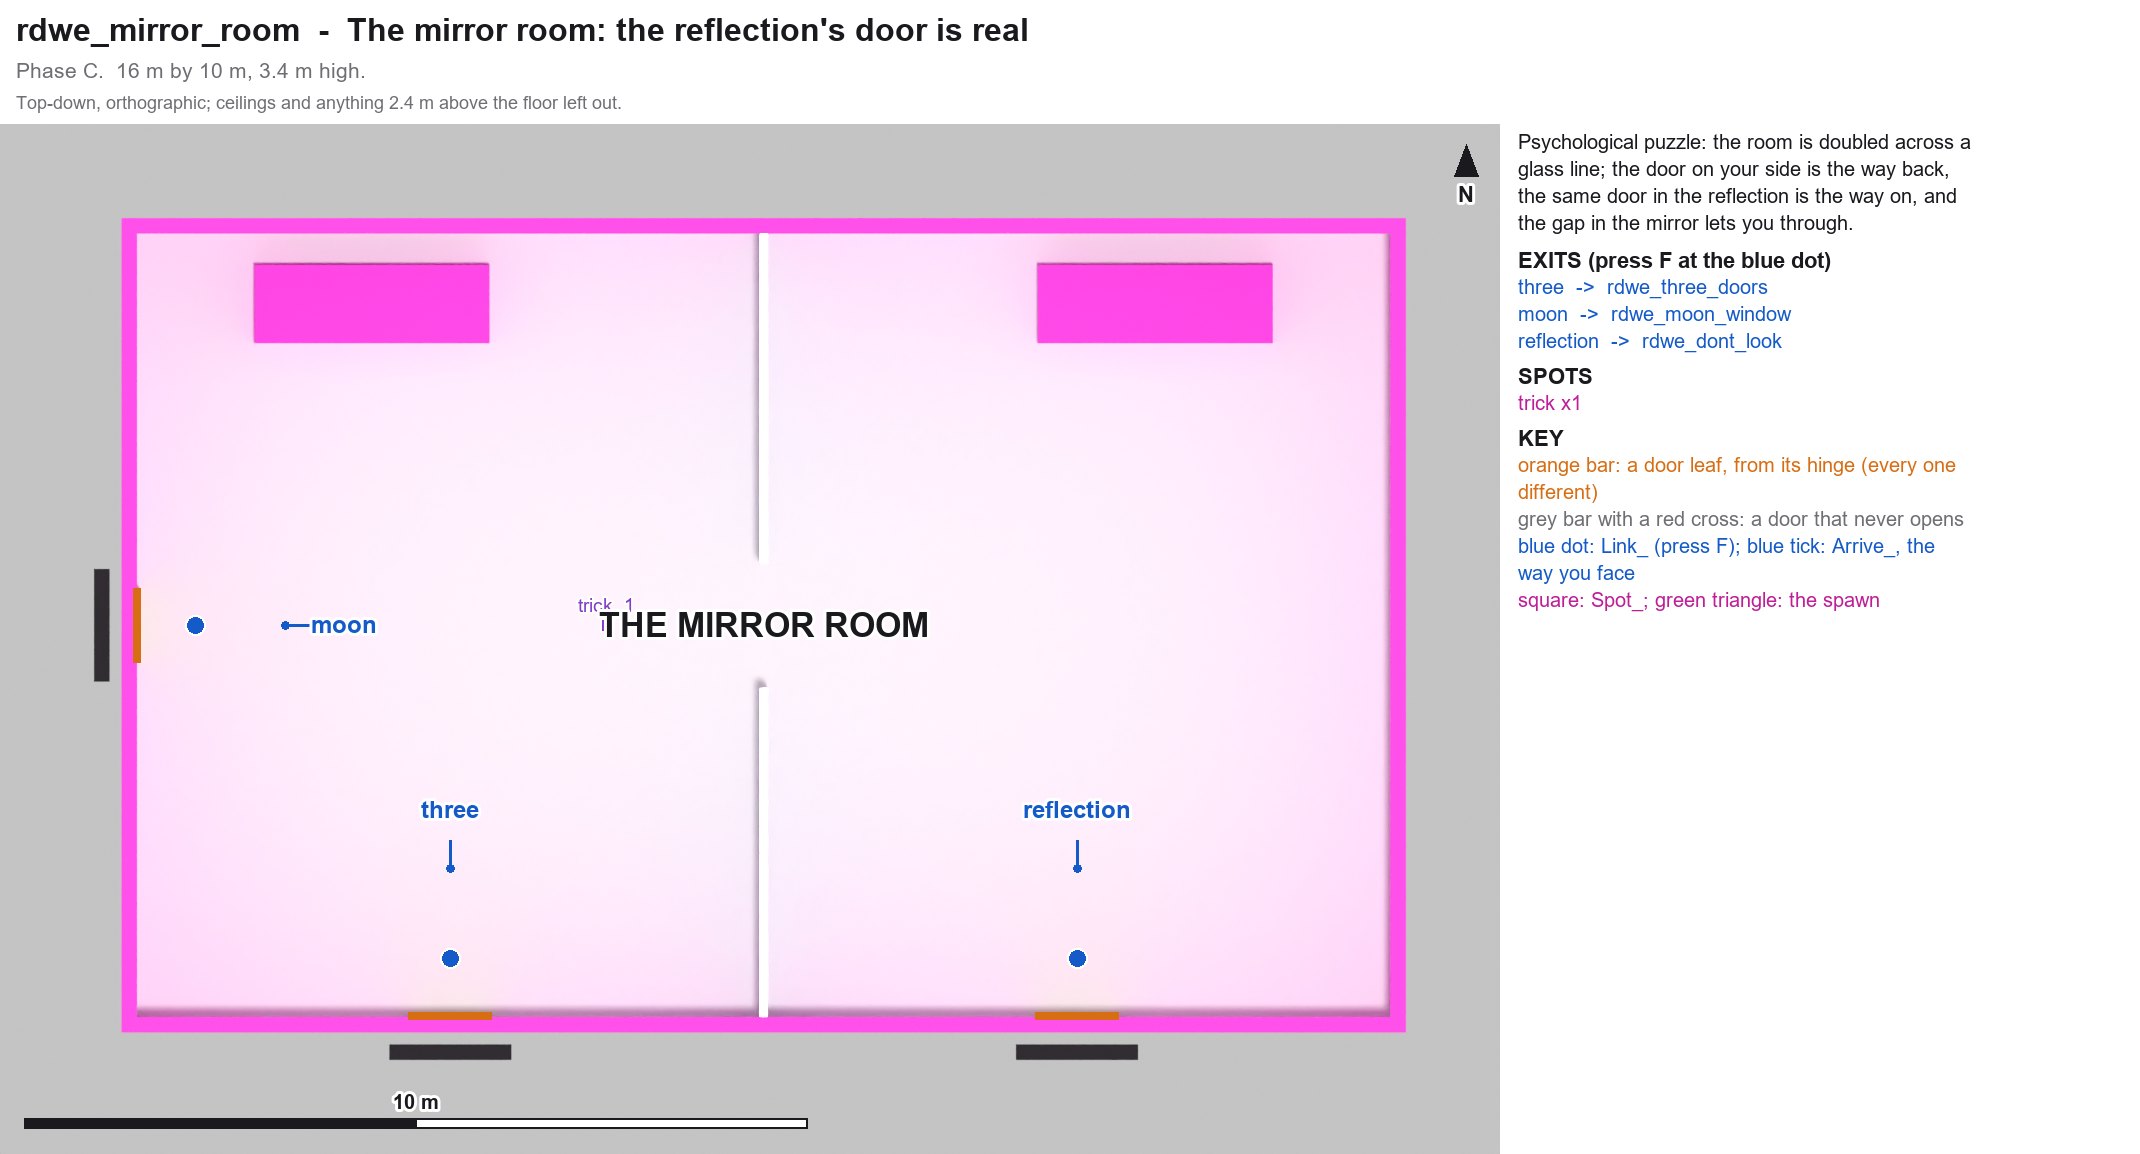 rdwe_mirror_room  -  The mirror room: the reflection's door is real
Phase C.  16 m by 10 m, 3.4 m high.
Top-down, orthographic; ceilings and anything 2.4 m above the floor left out.
N
moon
trick_1
THE MIRROR ROOM
three
reflection
10 m
Psychological puzzle: the room is doubled across a
glass line; the door on your side is the way back,
the same door in the reflection is the way on, and
the gap in the mirror lets you through.
EXITS (press F at the blue dot)
three  ->  rdwe_three_doors
moon  ->  rdwe_moon_window
reflection  ->  rdwe_dont_look
SPOTS
trick x1
KEY
orange bar: a door leaf, from its hinge (every one
different)
grey bar with a red cross: a door that never opens
blue dot: Link_ (press F); blue tick: Arrive_, the
way you face
square: Spot_; green triangle: the spawn